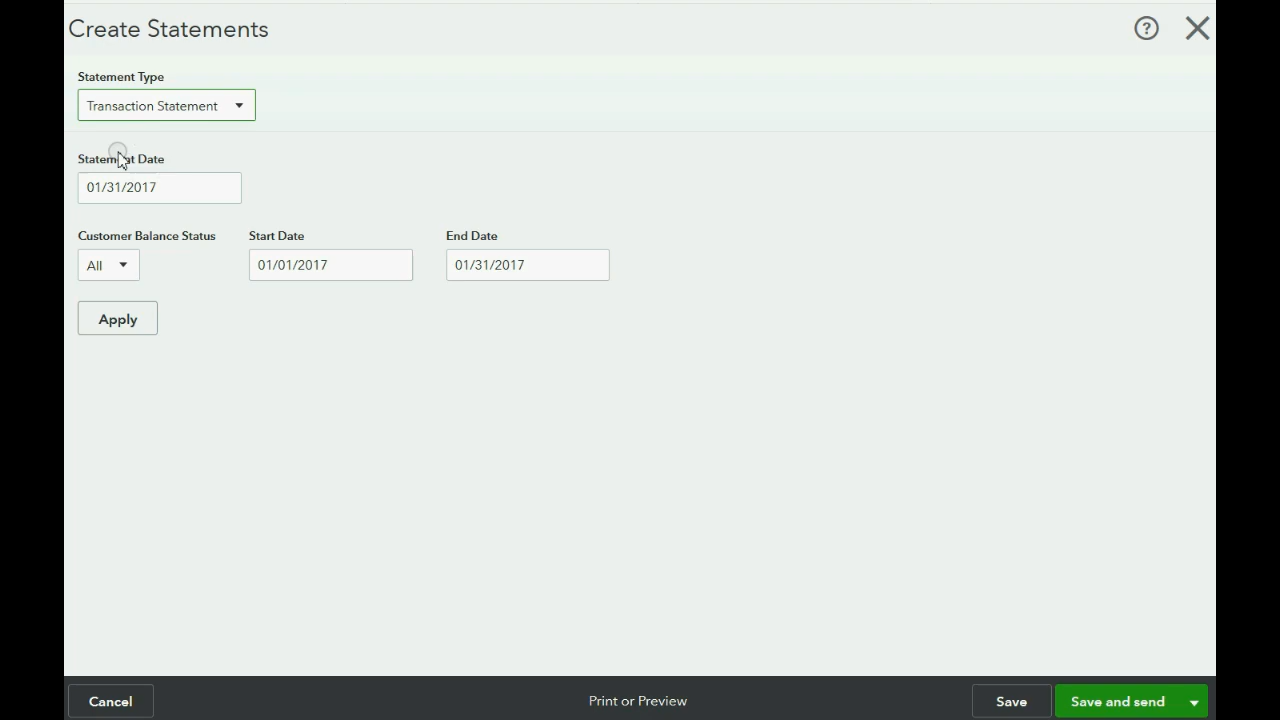 Create Statements
Statement Type
Transaction Statement
Statement Date
01/31/2017
Customer Balance Status Start Date End Date
All 01/01/2017 01/31/2017
Apply
Cancel Print or Preview Save Save and send